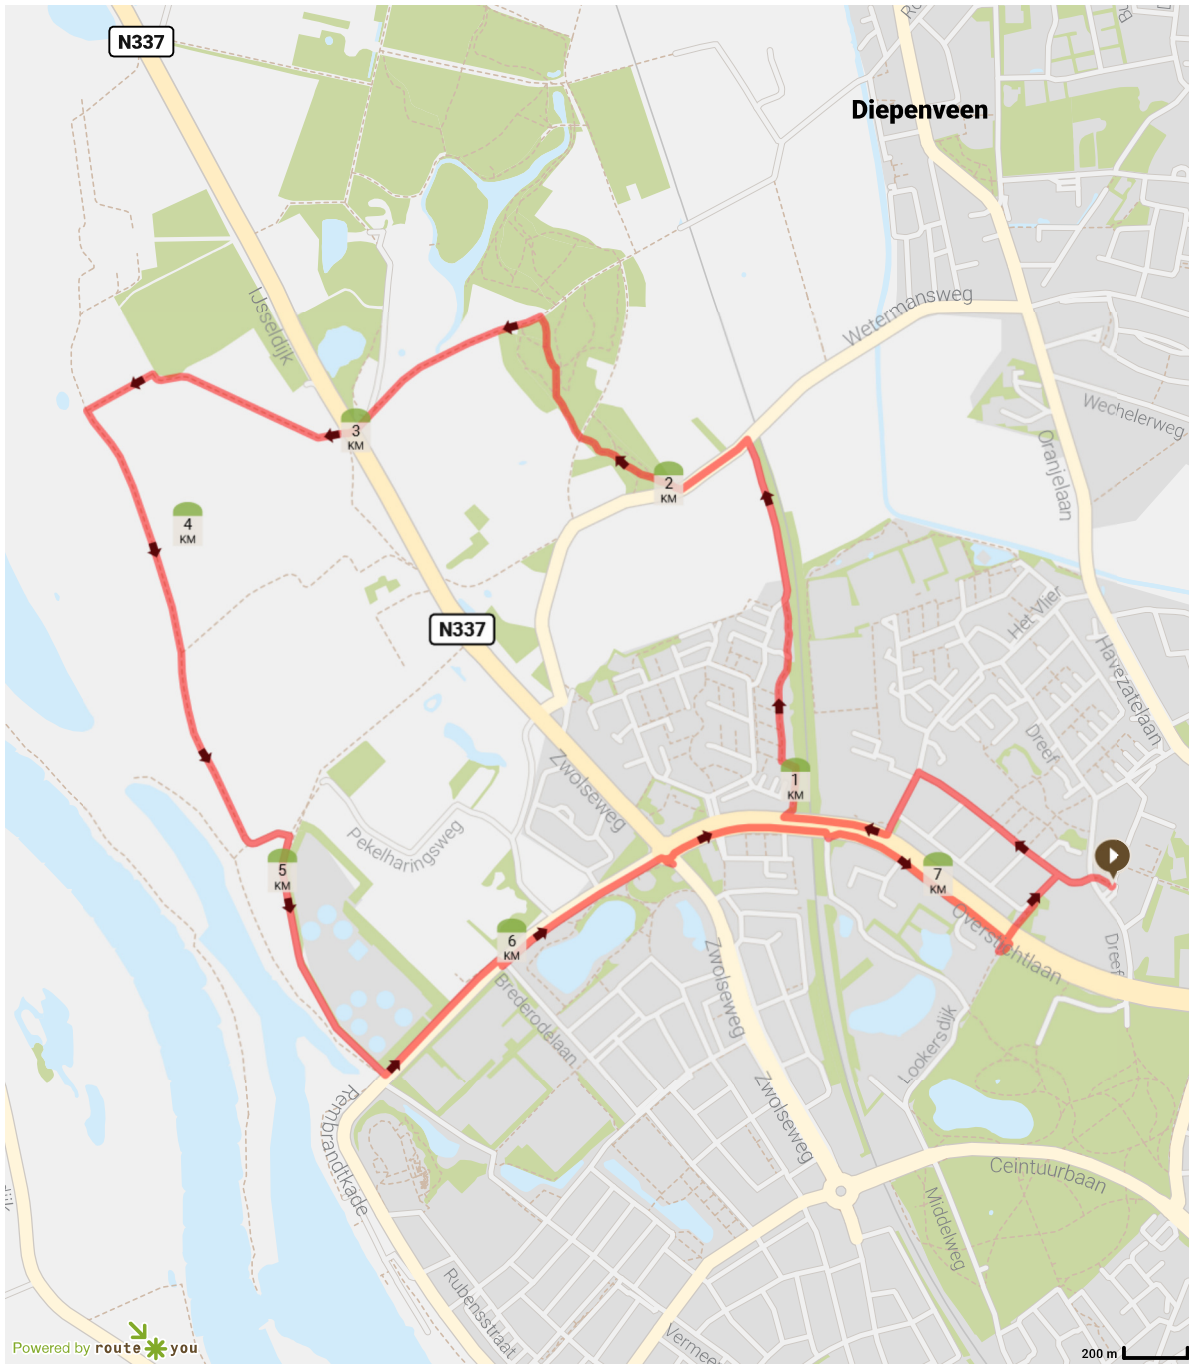 N337
Diepenveen
Wetermansweg
IJsseldijk
Wechelerweg
Oranjelaan
3
KM
2
KM
4
KM
Het Vlier
N337
Havezatelaan
Dreef
Zwolseweg
1
KM
Pekelharingsweg
5
KM
7
KM
6
KM
Overstichtlaan
Dreef
Zwolseweg
Brederodelaan
Lookersdijk
Zwolseweg
Rembrandtkade
Ceintuurbaan
Middelweg
Rubensstraat
Powered by routeYou
200 m